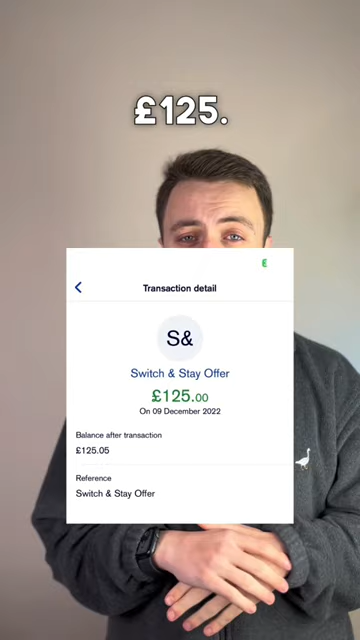 £125.
E
Transaction detail
S&
Switch & Stay Offer
£125.00
On 09 December 2022
Balance after transaction
£125.05
Reference
Switch & Stay Offer